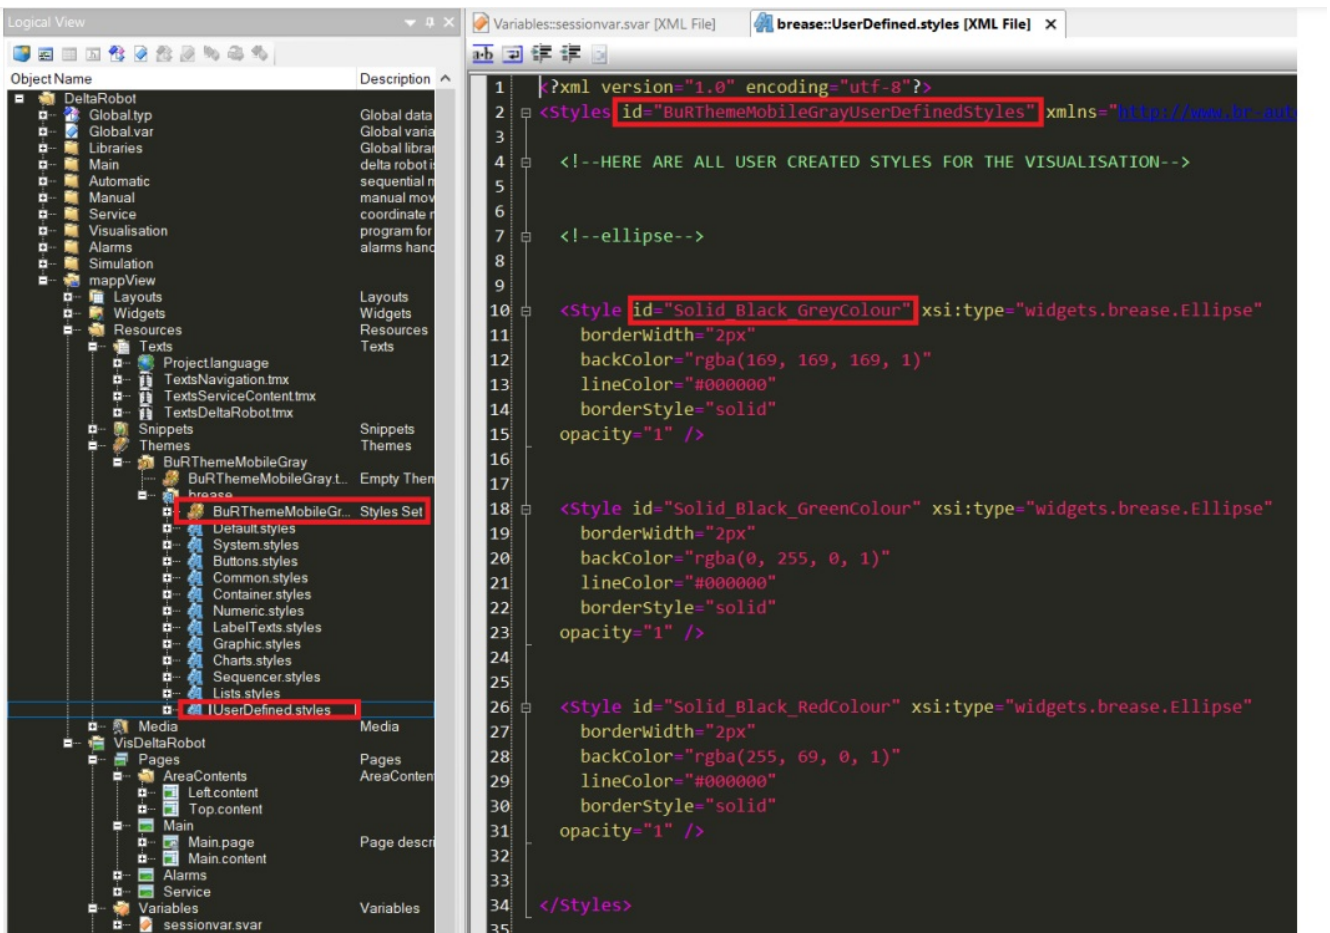 Logical View
Object Name Description
DeltaRobot
Global.typ Global data
Global.var Global varia
Libraries Global librar
Main delta robot i
Automatic sequential m
Manual manual mov
Service coordinate r
Visualisation program for
Alarms alarms hand
Simulation
mappView
Layouts Layouts
Widgets Widgets
Resources Resources
Texts Texts
Project.language
TextsNavigation.tmx
TextsServiceContent.tmx
TextsDeltaRobot.tmx
Snippets Snippets
Themes Themes
BuRThemeMobileGray
BuRThemeMobileGray.t... Empty Them
brease
BuRThemeMobileGr... Styles Set
Default.styles
System.styles
Buttons.styles
Common.styles
Container.styles
Numeric.styles
LabelTexts.styles
Graphic.styles
Charts.styles
Sequencer.styles
Lists.styles
UserDefined.styles
Media Media
VisDeltaRobot
Pages Pages
AreaContents AreaConten
Left.content
Top.content
Main
Main.page Page descri
Main.content
Alarms
Service
Variables Variables
sessionvar.svar
Variables::sessionvar.svar [XML File] brease::UserDefined.styles [XML File] X
a·b
1 <?xml version="1.0" encoding="utf-8"?>
2 <Styles id="BuRThemeMobileGrayUserDefinedStyles" xmlns="http://www.br-aut
3
4 <!--HERE ARE ALL USER CREATED STYLES FOR THE VISUALISATION-->
5
6
7 <!--ellipse-->
8
9
10 <Style id="Solid_Black_GreyColour" xsi:type="widgets.brease.Ellipse"
11 borderWidth="2px"
12 backColor="rgba(169, 169, 169, 1)"
13 lineColor="#000000"
14 borderStyle="solid"
15 opacity="1" />
16
17
18 <Style id="Solid_Black_GreenColour" xsi:type="widgets.brease.Ellipse"
19 borderWidth="2px"
20 backColor="rgba(0, 255, 0, 1)"
21 lineColor="#000000"
22 borderStyle="solid"
23 opacity="1" />
24
25
26 <Style id="Solid_Black_RedColour" xsi:type="widgets.brease.Ellipse"
27 borderWidth="2px"
28 backColor="rgba(255, 69, 0, 1)"
29 lineColor="#000000"
30 borderStyle="solid"
31 opacity="1" />
32
33
34 </Styles>
35